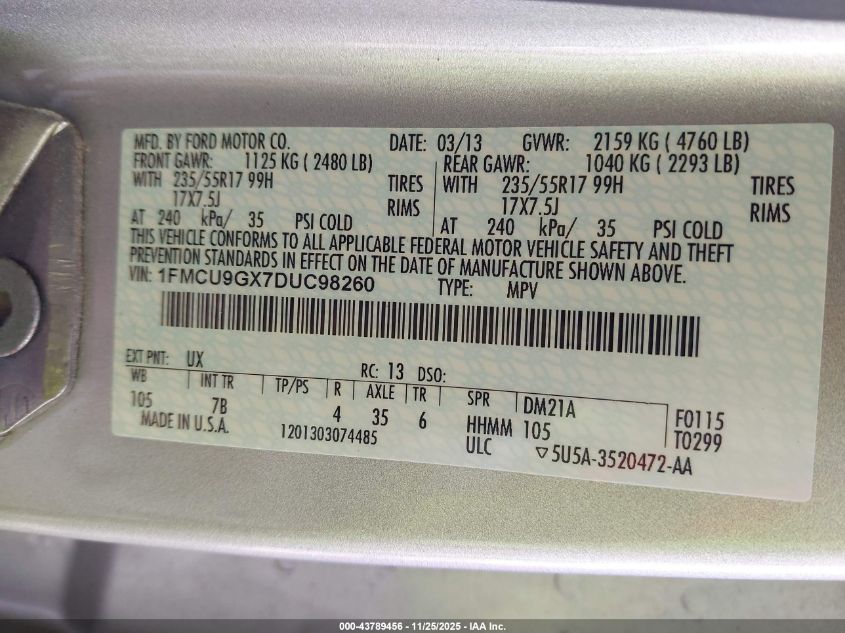 MFD. BY FORD MOTOR CO. DATE: 03/13 GVWR: 2159 KG ( 4760 LB)
FRONT GAWR: 1125 KG ( 2480 LB) REAR GAWR: 1040 KG ( 2293 LB)
WITH 235/55R17 99H TIRES WITH 235/55R17 99H TIRES
17X7.5J RIMS 17X7.5J RIMS
AT 240 kPa/ 35 PSI COLD AT 240 kPa/ 35 PSI COLD
THIS VEHICLE CONFORMS TO ALL APPLICABLE FEDERAL MOTOR VEHICLE SAFETY AND THEFT
PREVENTION STANDARDS IN EFFECT ON THE DATE OF MANUFACTURE SHOWN ABOVE.
VIN: 1FMCU9GX7DUC98260 TYPE: MPV
EXT PNT: UX RC: 13 DSO:
WB INT TR TP/PS R AXLE TR SPR DM21A
105 7B 4 35 6 HHMM 105 F0115
MADE IN U.S.A. 1201303074485 ULC T0299
5U5A-3520472-AA
000-43789456 - 11/25/2025 - IAA Inc.